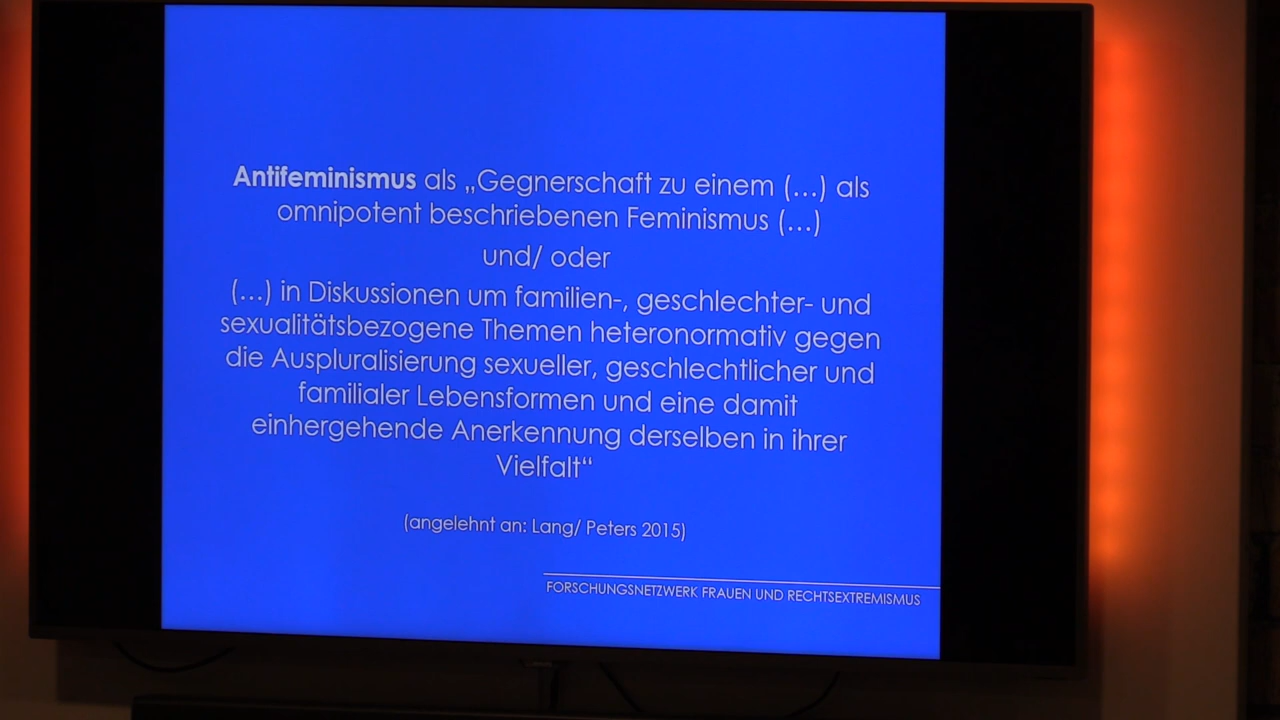 Antifeminismus als „Gegnerschaft zu einem (...) als
omnipotent beschriebenen Feminismus (...)
und/ oder
(...) in Diskussionen um familien-, geschlechter- und
sexualitätsbezogene Themen heteronormativ gegen
die Auspluralisierung sexueller, geschlechtlicher und
familialer Lebensformen und eine damit
einhergehende Anerkennung derselben in ihrer
Vielfalt“
(angelehnt an: Lang/ Peters 2015)
FORSCHUNGSNETZWERK FRAUEN UND RECHTSEXTREMISMUS